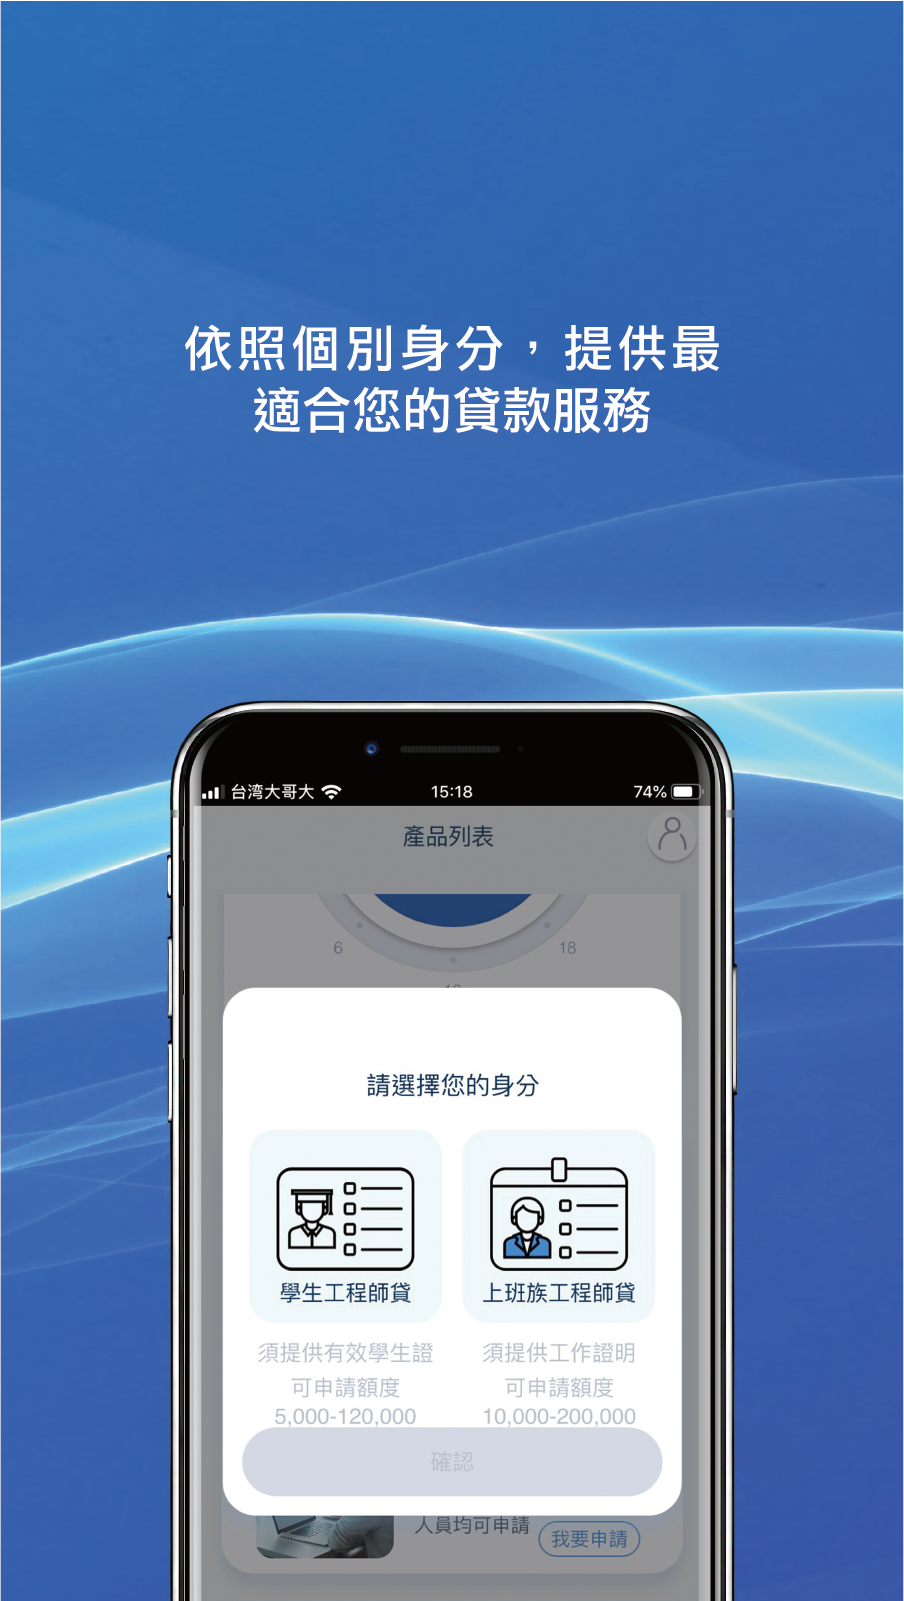 依照個別身分，提供最
適合您的貸款服務
台湾大哥大 15:18 74%
產品列表
6 18
請選擇您的身分
學生工程師貸 上班族工程師貸
須提供有效學生證 須提供工作證明
可申請額度 可申請額度
5,000-120,000 10,000-200,000
確認
人員均可申請
我要申請